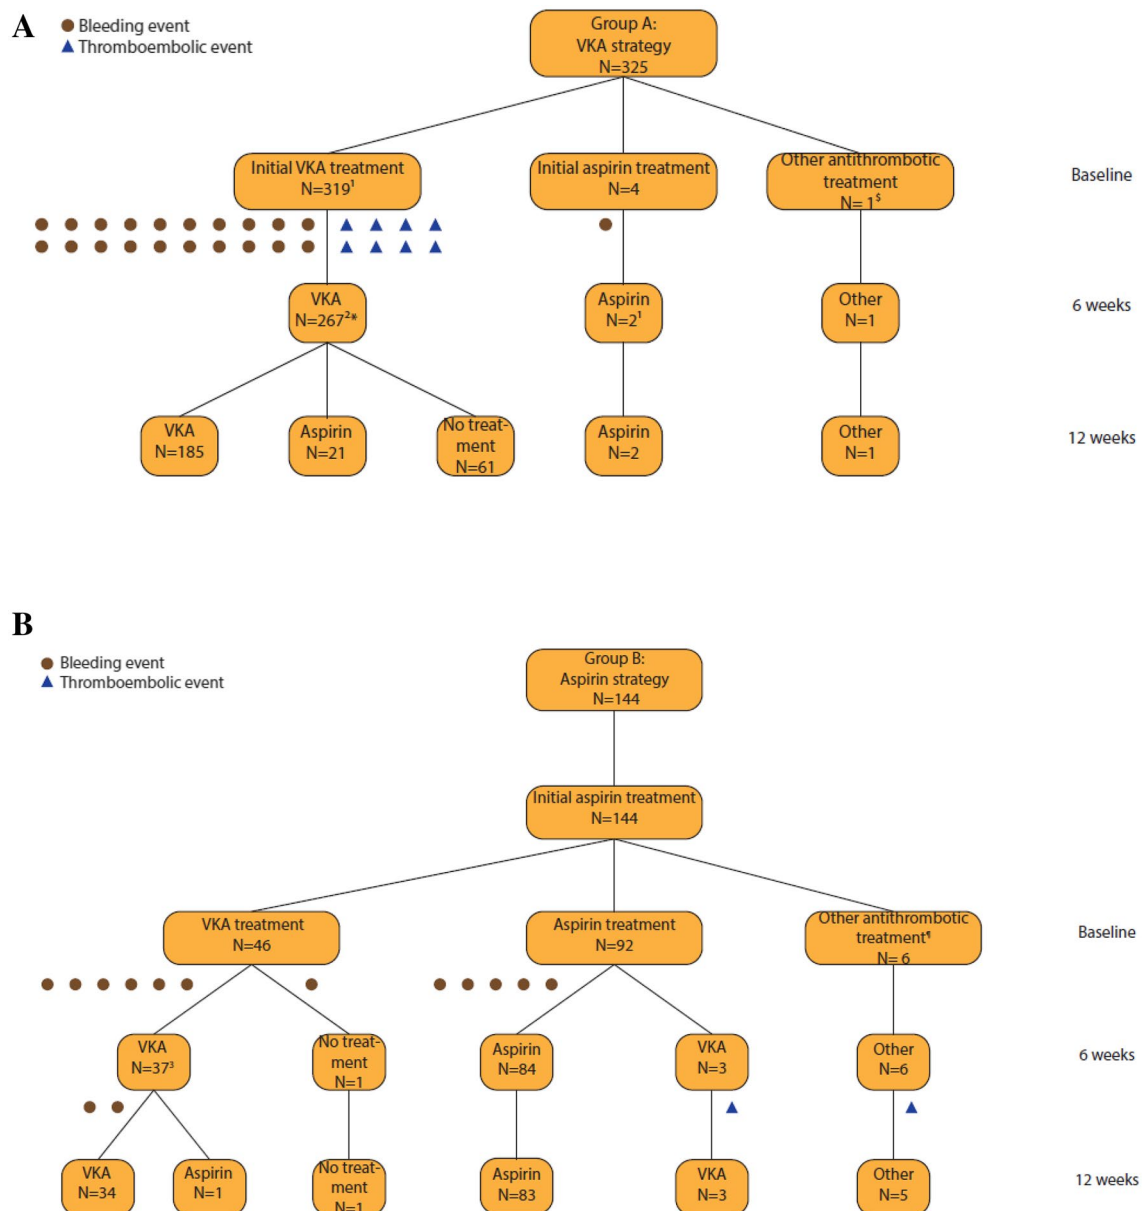 A
Bleeding event
Thromboembolic event
Group A:
VKA strategy
N=325
Initial VKA treatment
N=319¹
Initial aspirin treatment
N=4
Other antithrombotic
treatment
N= 1$
Baseline
VKA
N=267²*
Aspirin
N=2¹
Other
N=1
6 weeks
VKA
N=185
Aspirin
N=21
No treat-
ment
N=61
Aspirin
N=2
Other
N=1
12 weeks
B
Bleeding event
Thromboembolic event
Group B:
Aspirin strategy
N=144
Initial aspirin treatment
N=144
VKA treatment
N=46
Aspirin treatment
N=92
Other antithrombotic
treatment¶
N= 6
Baseline
VKA
N=37³
No treat-
ment
N=1
Aspirin
N=84
VKA
N=3
Other
N=6
6 weeks
VKA
N=34
Aspirin
N=1
No treat-
ment
N=1
Aspirin
N=83
VKA
N=3
Other
N=5
12 weeks